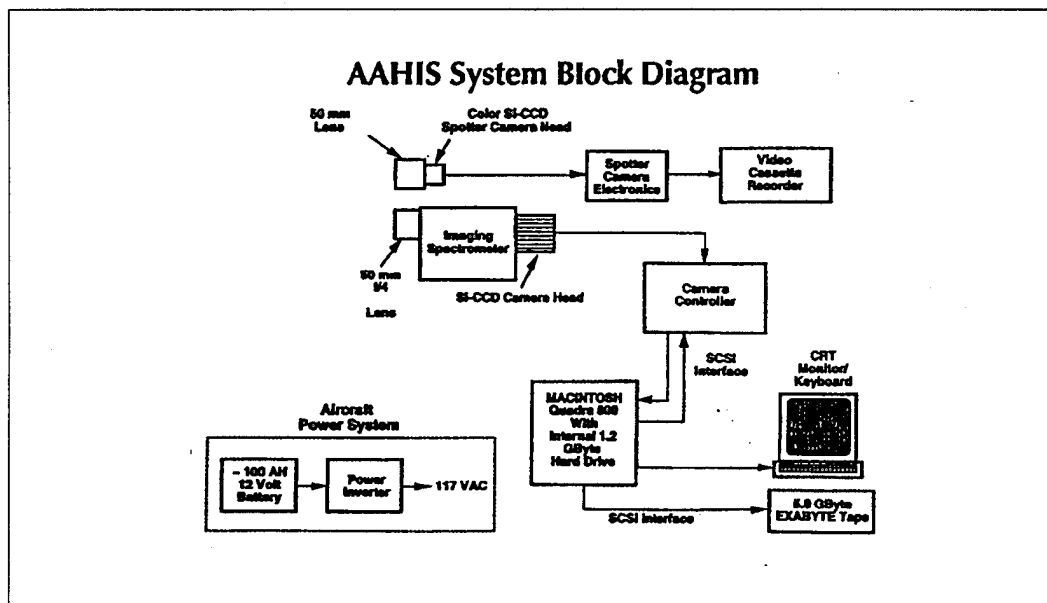 AAHIS System Block Diagram
50 mm
Lens
Color Si-CCD
Spotter Camera Head
Spotter
Camera
Electronics
Video
Cassette
Recorder
Imaging
Spectrometer
50 mm
f/4
Lens
Si-CCD Camera Head
Camera
Controller
SCSI
Interface
CRT
Monitor/
Keyboard
MACINTOSH
Quadra
With
Internal 1.2
GByte
Hard Drive
Aircraft
Power System
~ 100 AH
12 Volt
Battery
Power
Inverter
117 VAC
SCSI Interface
GByte
EXABYTE Tape